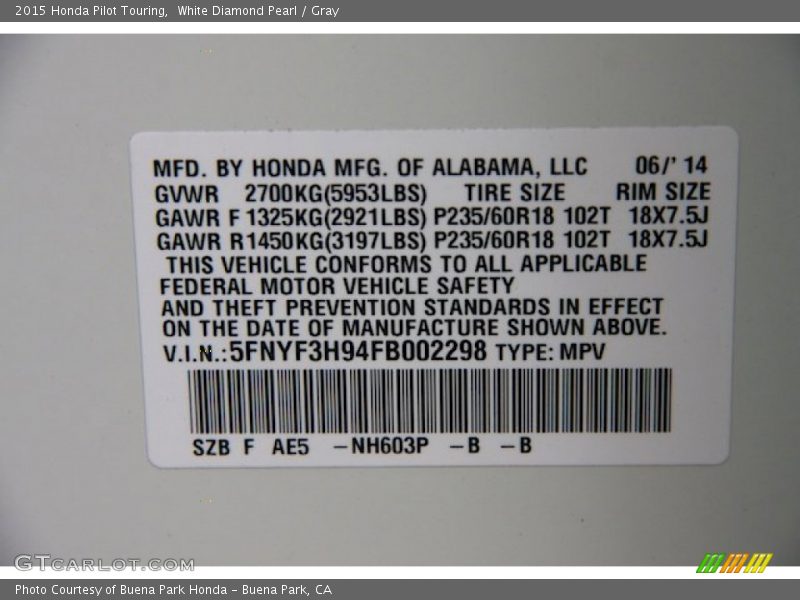 2015 Honda Pilot Touring,  White Diamond Pearl / Gray
MFD. BY HONDA MFG. OF ALABAMA, LLC 06/' 14
GVWR 2700KG(5953LBS) TIRE SIZE RIM SIZE
GAWR F 1325KG(2921LBS) P235/60R18 102T 18X7.5J
GAWR R1450KG(3197LBS) P235/60R18 102T 18X7.5J
THIS VEHICLE CONFORMS TO ALL APPLICABLE
FEDERAL MOTOR VEHICLE SAFETY
AND THEFT PREVENTION STANDARDS IN EFFECT
ON THE DATE OF MANUFACTURE SHOWN ABOVE.
V.I.N.:5FNYF3H94FB002298 TYPE: MPV
SZB F AE5 -NH603P -B -B
GTCARLOT.COM
Photo Courtesy of Buena Park Honda - Buena Park, CA